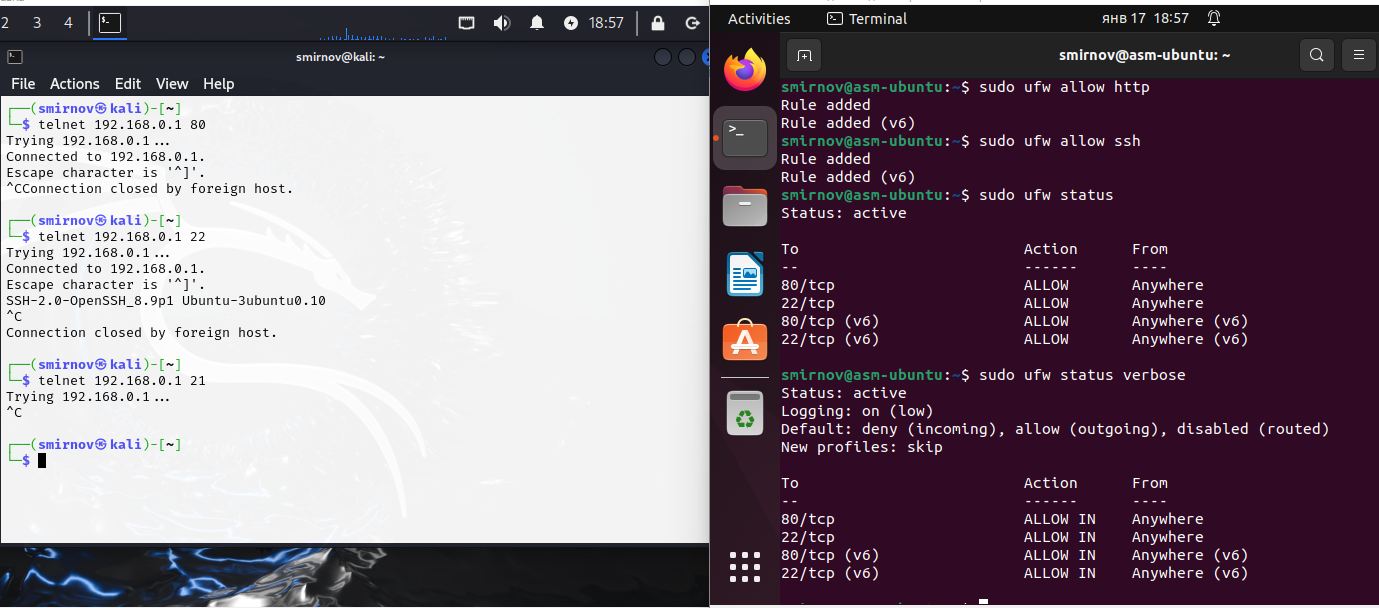 2 3 4 18:57
smirnov@kali: ~
File Actions Edit View Help
┌──(smirnov㉿kali)-[~]
└─$ telnet 192.168.0.1 80
Trying 192.168.0.1...
Connected to 192.168.0.1.
Escape character is '^]'.
^CConnection closed by foreign host.
┌──(smirnov㉿kali)-[~]
└─$ telnet 192.168.0.1 22
Trying 192.168.0.1...
Connected to 192.168.0.1.
Escape character is '^]'.
SSH-2.0-OpenSSH_8.9p1 Ubuntu-3ubuntu0.10
^C
Connection closed by foreign host.
┌──(smirnov㉿kali)-[~]
└─$ telnet 192.168.0.1 21
Trying 192.168.0.1...
^C
┌──(smirnov㉿kali)-[~]
└─$
Activities Terminal янв 17 18:57
smirnov@asm-ubuntu: ~
smirnov@asm-ubuntu:~$ sudo ufw allow http
Rule added
Rule added (v6)
smirnov@asm-ubuntu:~$ sudo ufw allow ssh
Rule added
Rule added (v6)
smirnov@asm-ubuntu:~$ sudo ufw status
Status: active
To Action From
-- ------ ----
80/tcp ALLOW Anywhere
22/tcp ALLOW Anywhere
80/tcp (v6) ALLOW Anywhere (v6)
22/tcp (v6) ALLOW Anywhere (v6)
smirnov@asm-ubuntu:~$ sudo ufw status verbose
Status: active
Logging: on (low)
Default: deny (incoming), allow (outgoing), disabled (routed)
New profiles: skip
To Action From
-- ------ ----
80/tcp ALLOW IN Anywhere
22/tcp ALLOW IN Anywhere
80/tcp (v6) ALLOW IN Anywhere (v6)
22/tcp (v6) ALLOW IN Anywhere (v6)